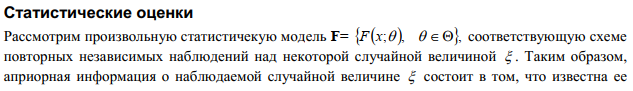 Статистические оценки
Рассмотрим произвольную статистичекую модель F= {F(x;θ), θ∈Θ}, соответствующую схеме
повторных независимых наблюдений над некоторой случайной величиной ξ. Таким образом,
априорная информация о наблюдаемой случайной величине ξ состоит в том, что известна ее